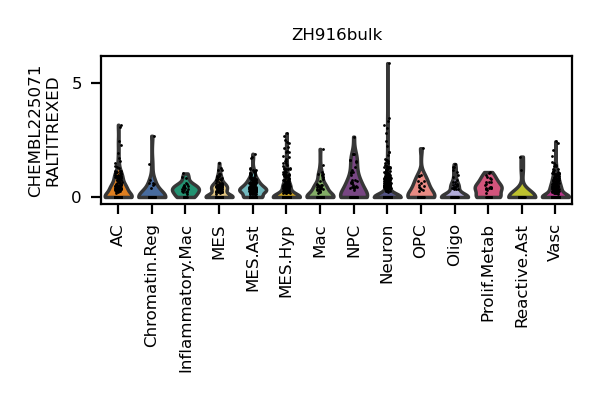 ZH916bulk
CHEMBL225071
RALTITREXED
5
0
AC
Chromatin.Reg
Inflammatory.Mac
MES
MES.Ast
MES.Hyp
Mac
NPC
Neuron
OPC
Oligo
Prolif.Metab
Reactive.Ast
Vasc